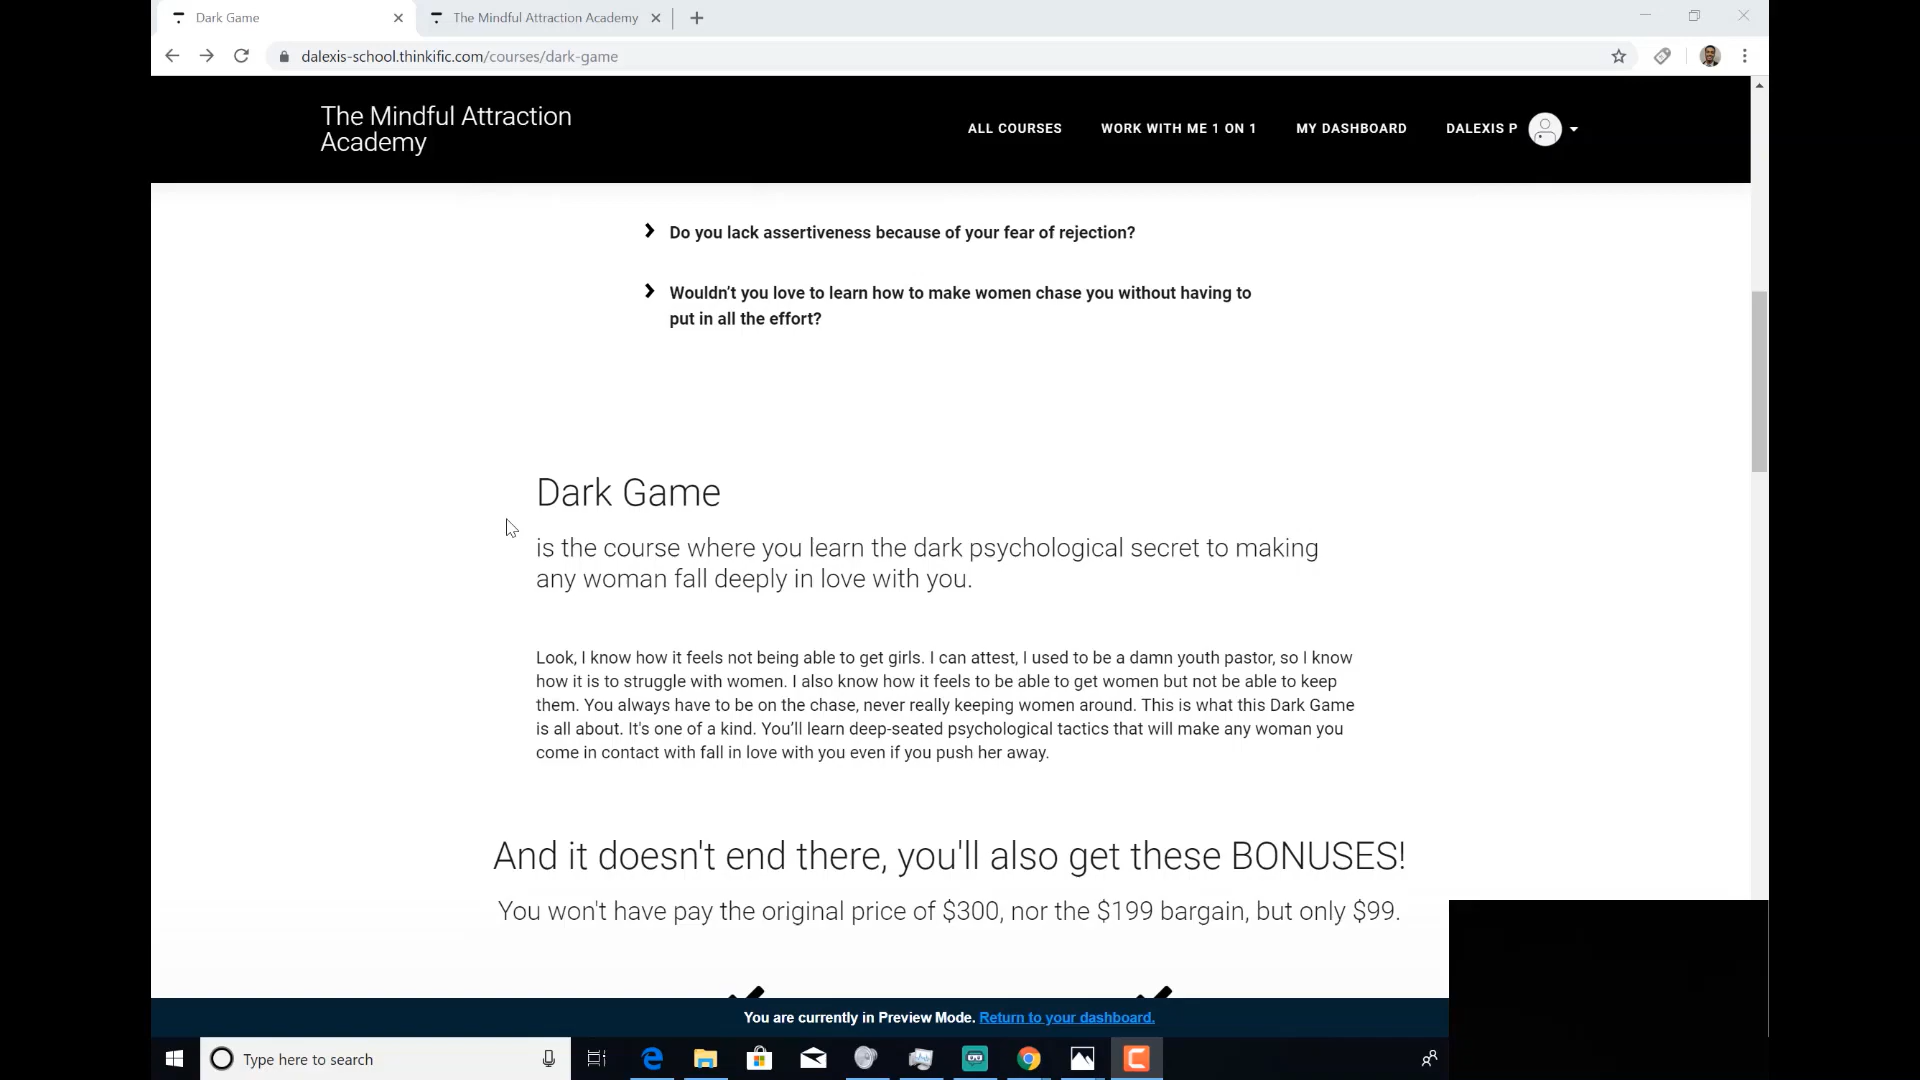 Dark Game
The Mindful Attraction Academy
dalexis-school.thinkific.com/courses/dark-game
The Mindful Attraction
Academy
ALL COURSES
WORK WITH ME 1 ON 1
MY DASHBOARD
DALEXIS P
Do you lack assertiveness because of your fear of rejection?
Wouldn’t you love to learn how to make women chase you without having to
put in all the effort?
Dark Game
is the course where you learn the dark psychological secret to making
any woman fall deeply in love with you.
Look, I know how it feels not being able to get girls. I can attest, I used to be a damn youth pastor, so I know
how it is to struggle with women. I also know how it feels to be able to get women but not be able to keep
them. You always have to be on the chase, never really keeping women around. This is what this Dark Game
is all about. It's one of a kind. You’ll learn deep-seated psychological tactics that will make any woman you
come in contact with fall in love with you even if you push her away.
And it doesn't end there, you'll also get these BONUSES!
You won't have pay the original price of $300, nor the $199 bargain, but only $99.
You are currently in Preview Mode. Return to your dashboard.
Type here to search